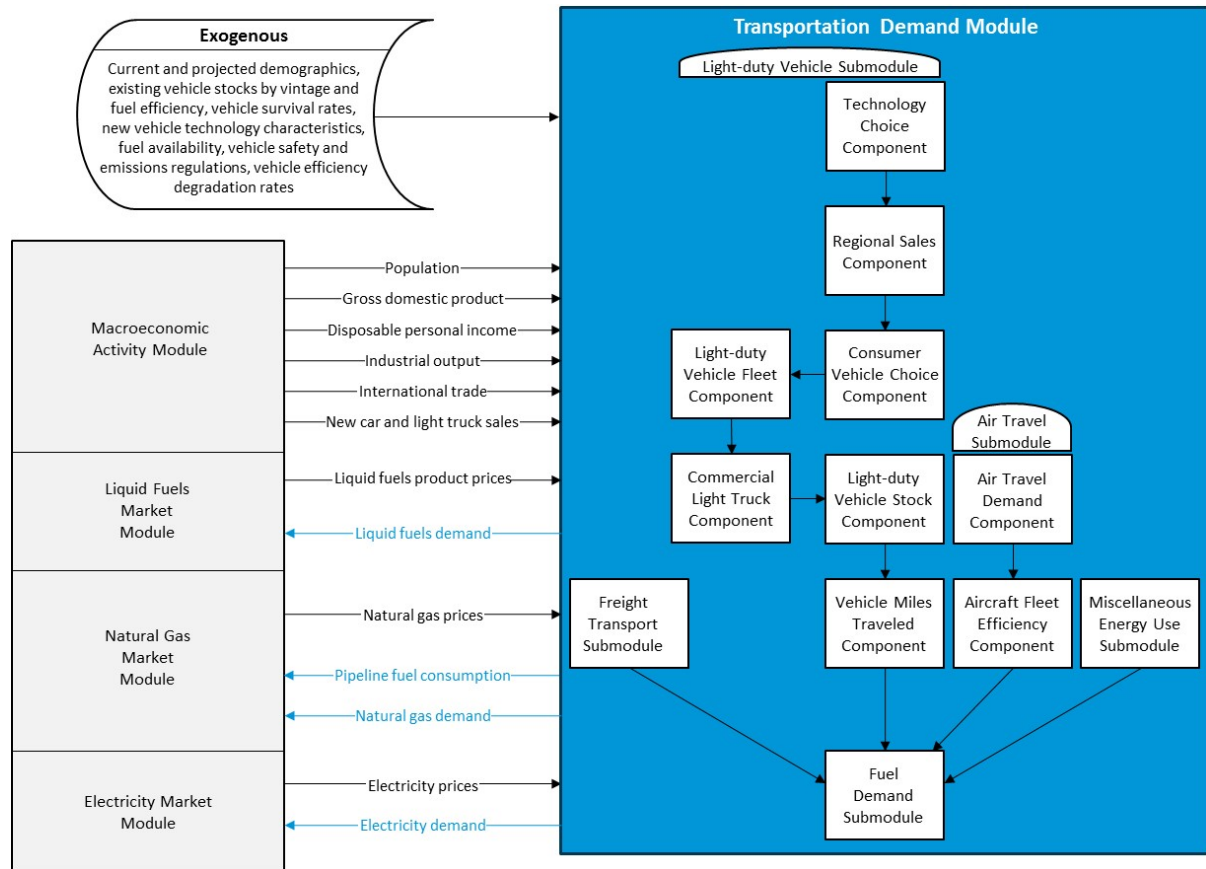 Exogenous
Current and projected demographics,
existing vehicle stocks by vintage and
fuel efficiency, vehicle survival rates,
new vehicle technology characteristics,
fuel availability, vehicle safety and
emissions regulations, vehicle efficiency
degradation rates
Macroeconomic
Activity Module
Population
Gross domestic product
Disposable personal income
Industrial output
International trade
New car and light truck sales
Liquid Fuels
Market
Module
Liquid fuels product prices
Liquid fuels demand
Natural Gas
Market
Module
Natural gas prices
Pipeline fuel consumption
Natural gas demand
Electricity Market
Module
Electricity prices
Electricity demand
Transportation Demand Module
Light-duty Vehicle Submodule
Technology
Choice
Component
Regional Sales
Component
Consumer
Vehicle Choice
Component
Light-duty
Vehicle Fleet
Component
Commercial
Light Truck
Component
Light-duty
Vehicle Stock
Component
Air Travel
Submodule
Air Travel
Demand
Component
Freight
Transport
Submodule
Vehicle Miles
Traveled
Component
Aircraft Fleet
Efficiency
Component
Miscellaneous
Energy Use
Submodule
Fuel
Demand
Submodule